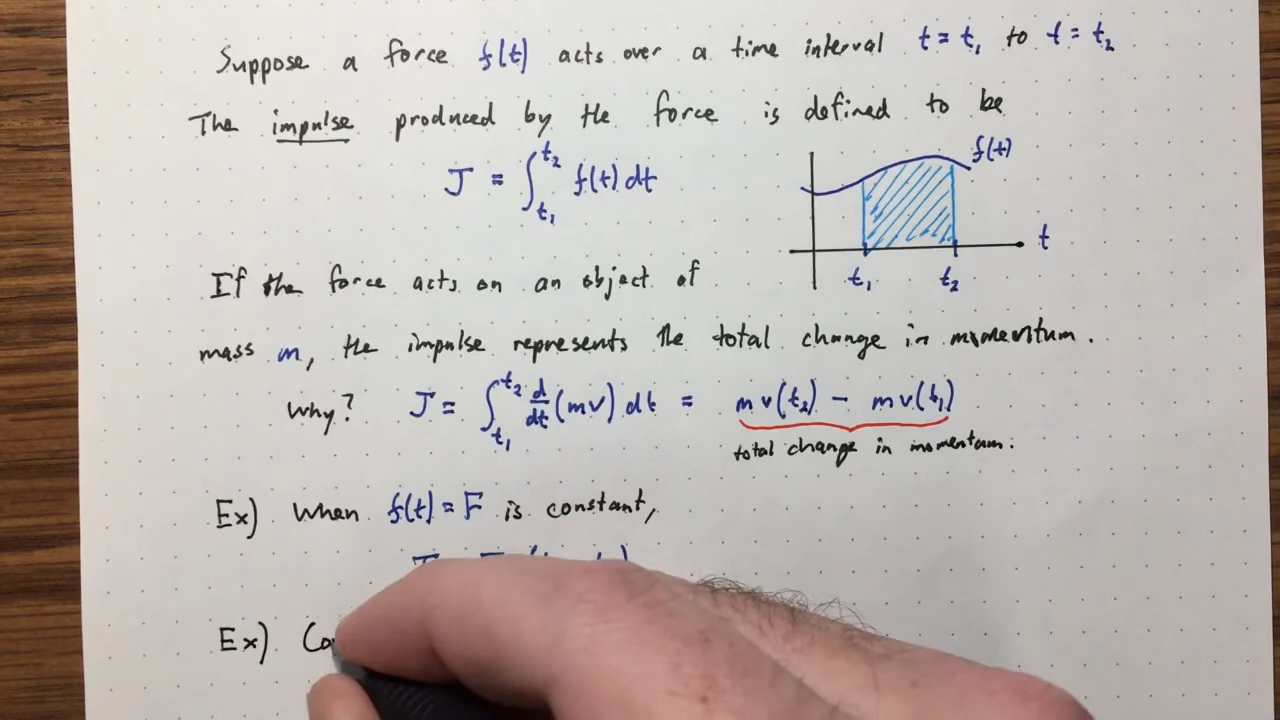 Suppose a force f(t) acts over a time interval t = t₁ to t = t₂
The impulse produced by the force is defined to be
J = ∫_{t₁}^{t₂} f(t) dt
f(t)
t
t₁ t₂
If the force acts on an object of
mass m, the impulse represents the total change in momentum.
Why? J = ∫_{t₁}^{t₂} d/dt (mv) dt = mv(t₂) - mv(t₁)
total change in momentum.
Ex) When f(t) = F is constant,
Ex)